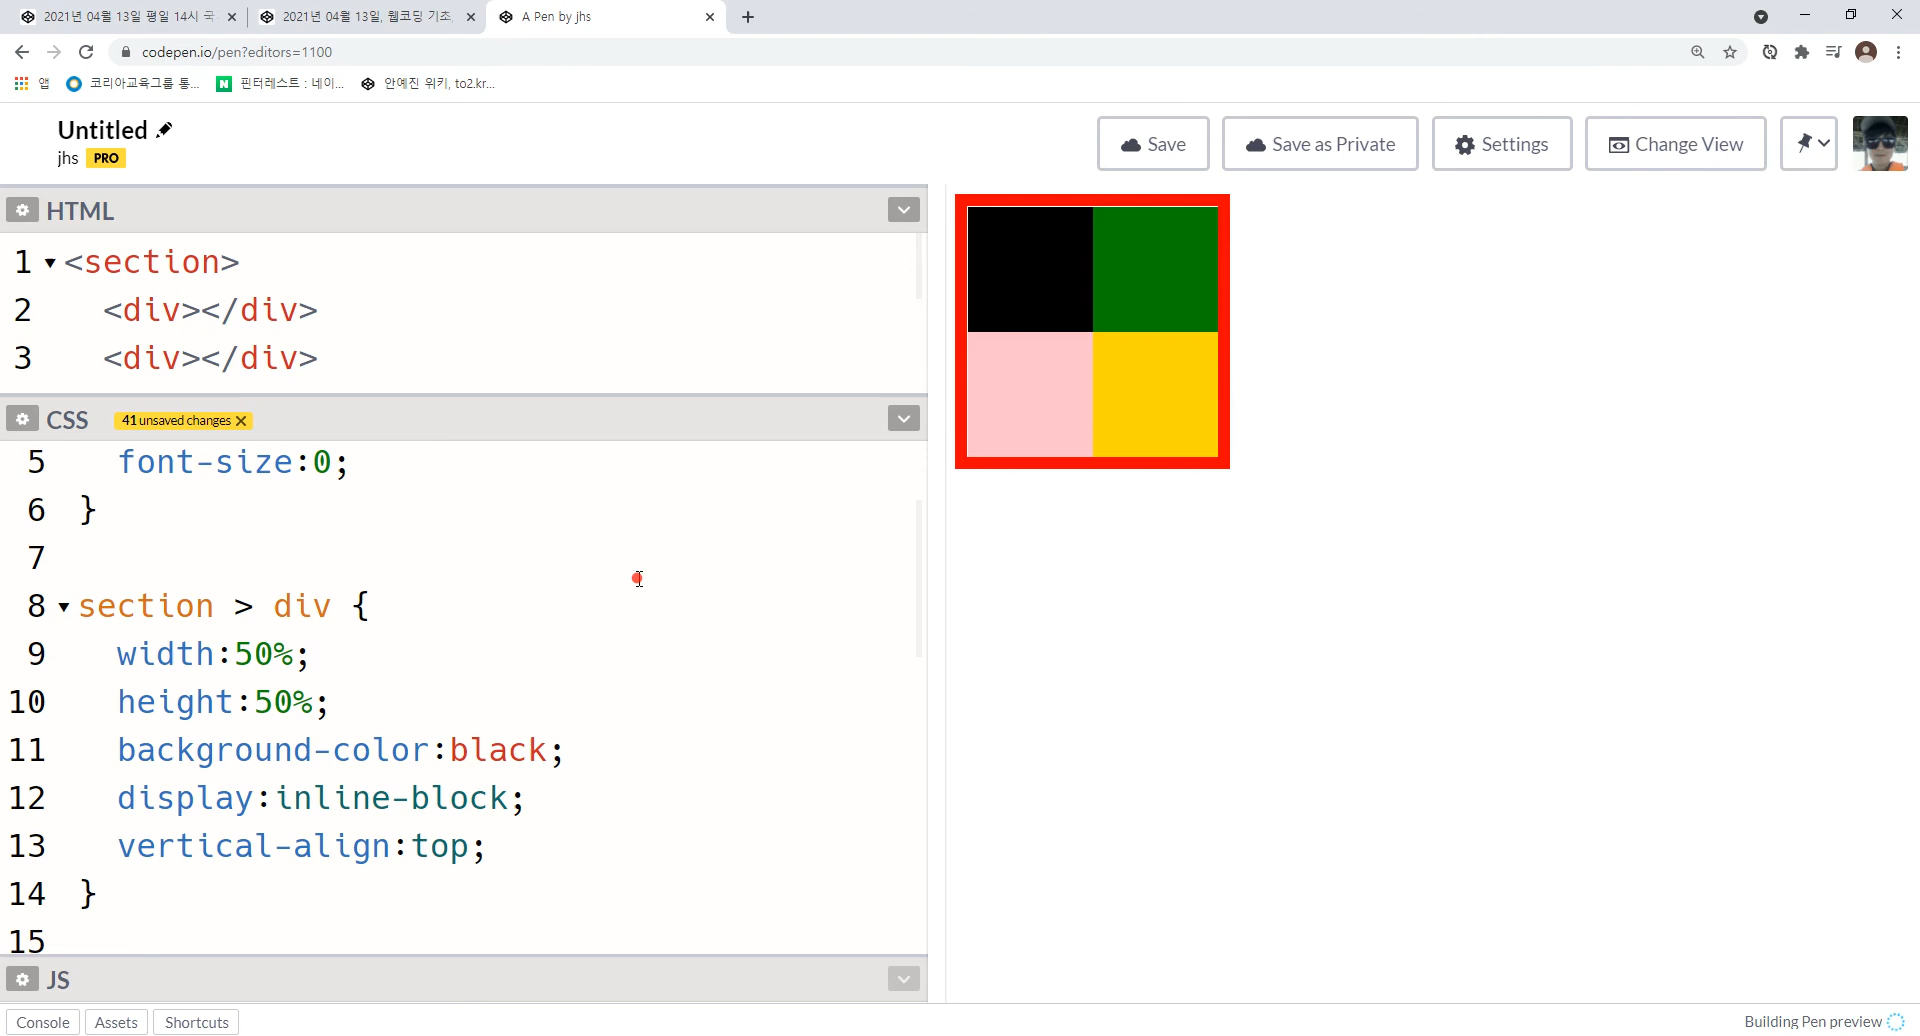 2021년 04월 13일 평일 14시 국
2021년 04월 13일, 웹코딩 기초,
A Pen by jhs
codepen.io/pen?editors=1100
앱
코리아교육그룹 통...
핀터레스트 : 네이...
안예진 위키, to2.kr...
Untitled
jhs PRO
Save
Save as Private
Settings
Change View
HTML
1 <section>
2 <div></div>
3 <div></div>
CSS 41 unsaved changes
5 font-size:0;
6 }
7
8 section > div {
9 width:50%;
10 height:50%;
11 background-color:black;
12 display:inline-block;
13 vertical-align:top;
14 }
15
JS
Console Assets Shortcuts
Building Pen preview